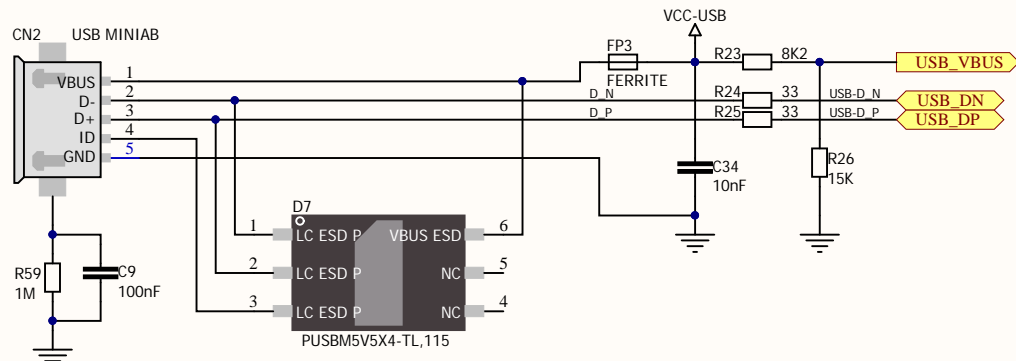 VCC-USB
CN2 USB MINIAB
FP3
FERRITE
R23 8K2 USB_VBUS
VBUS 1
D- 2 D_N R24 33 USB-D_N USB_DN
D+ 3 D_P R25 33 USB-D_P USB_DP
ID 4
GND 5
C34
10nF
R26
15K
D7
1 LC ESD P VBUS ESD 6
2 LC ESD P NC 5
3 LC ESD P NC 4
PUSBM5V5X4-TL,115
R59
1M
C9
100nF